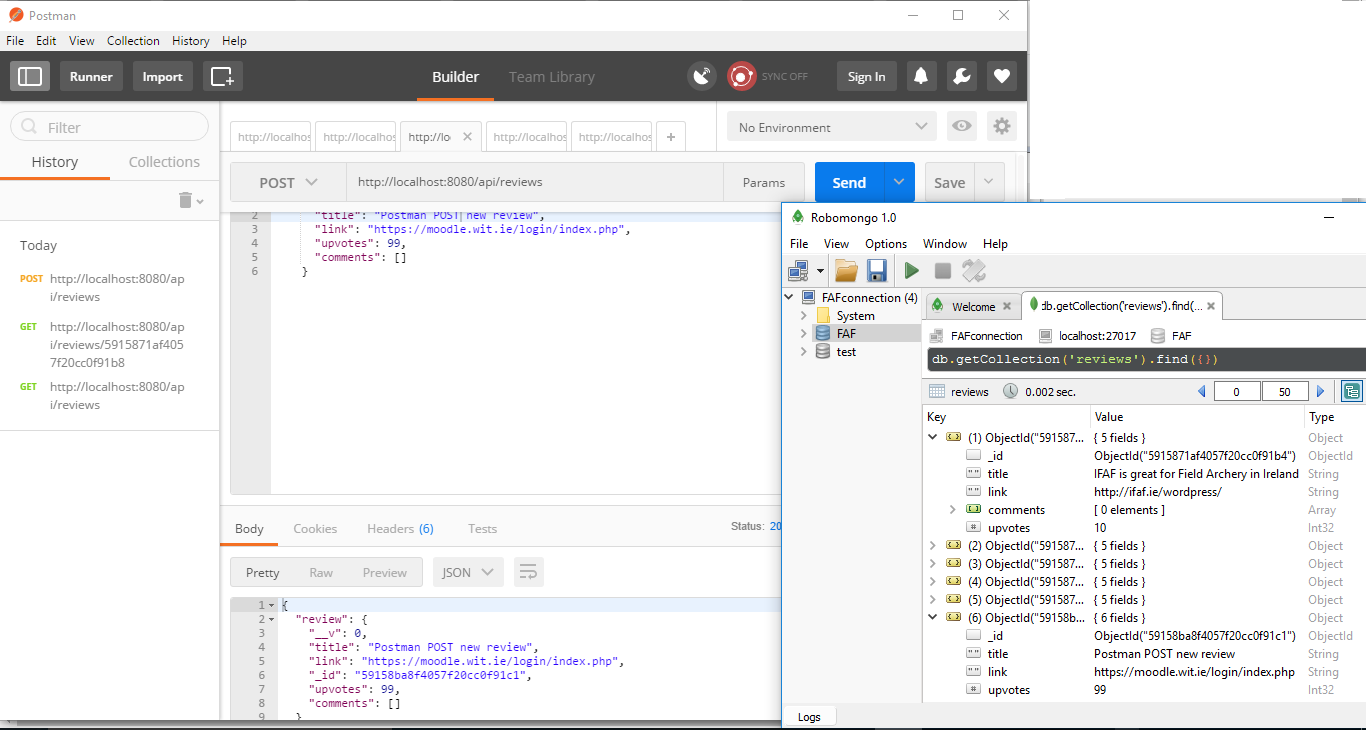 Postman
File Edit View Collection History Help
Runner Import Builder Team Library SYNC OFF Sign In
Filter
History Collections
Today
POST http://localhost:8080/ap
i/reviews
GET http://localhost:8080/ap
i/reviews/5915871af405
7f20cc0f91b8
GET http://localhost:8080/ap
i/reviews
http://localhos http://localhos http://lo http://localhos http://localhos +
No Environment
POST http://localhost:8080/api/reviews Params Send Save
2 "title": "Postman POST new review",
3 "link": "https://moodle.wit.ie/login/index.php",
4 "upvotes": 99,
5 "comments": []
6 }
Body Cookies Headers (6) Tests Status: 20
Pretty Raw Preview JSON
1 {
2 "review": {
3 "__v": 0,
4 "title": "Postman POST new review",
5 "link": "https://moodle.wit.ie/login/index.php",
6 "_id": "59158ba8f4057f20cc0f91c1",
7 "upvotes": 99,
8 "comments": []
9 }
Robomongo 1.0
File View Options Window Help
FAFconnection (4)
System
FAF
test
Welcome db.getCollection('reviews').find(...
FAFconnection localhost:27017 FAF
db.getCollection('reviews').find({})
reviews 0.002 sec. 0 50
Key Value Type
(1) ObjectId("591587... { 5 fields } Object
_id ObjectId("5915871af4057f20cc0f91b4") ObjectId
title IFAF is great for Field Archery in Ireland String
link http://ifaf.ie/wordpress/ String
comments [ 0 elements ] Array
upvotes 10 Int32
(2) ObjectId("591587... { 5 fields } Object
(3) ObjectId("591587... { 5 fields } Object
(4) ObjectId("591587... { 5 fields } Object
(5) ObjectId("591587... { 5 fields } Object
(6) ObjectId("59158b... { 6 fields } Object
_id ObjectId("59158ba8f4057f20cc0f91c1") ObjectId
title Postman POST new review String
link https://moodle.wit.ie/login/index.php String
upvotes 99 Int32
Logs